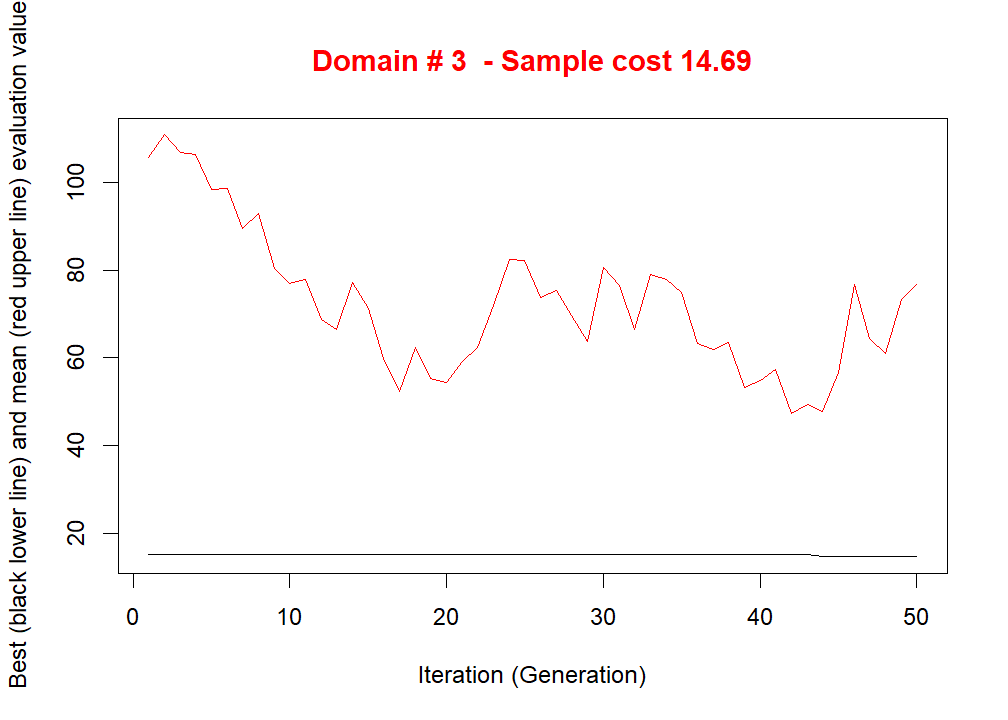 Domain # 3  - Sample cost 14.69
Best (black lower line) and mean (red upper line) evaluation value
100
80
60
40
20
0 10 20 30 40 50
Iteration (Generation)